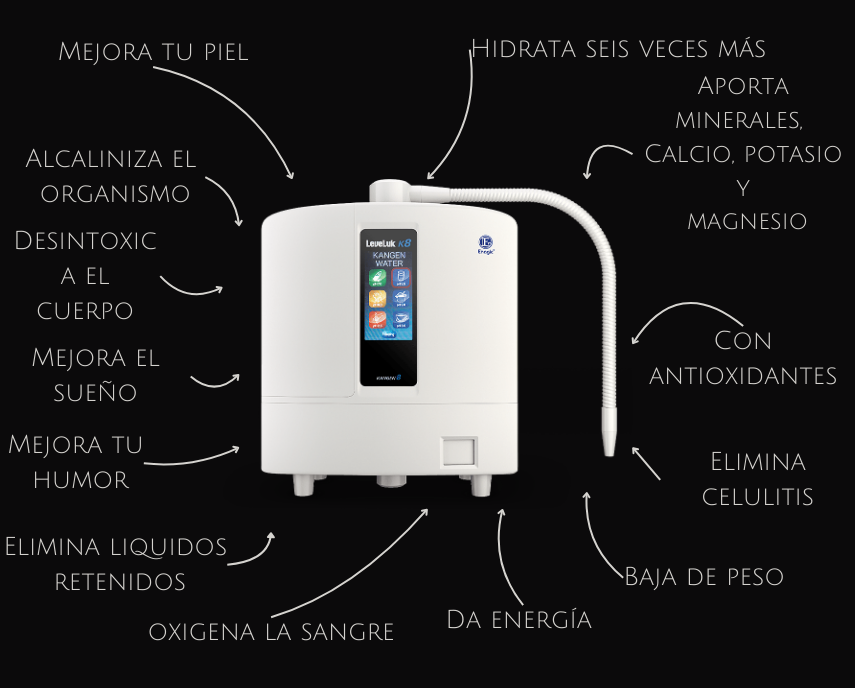 MEJORA TU PIEL
HIDRATA SEIS VECES MÁS
APORTA
MINERALES,
CALCIO, POTASIO
Y
MAGNESIO
ALCALINIZA EL
ORGANISMO
DESINTOXIC
A EL
CUERPO
LeveLuk K8
KANGEN
WATER
Enagic
MEJORA EL
SUEÑO
CON
ANTIOXIDANTES
MEJORA TU
HUMOR
ELIMINA
CELULITIS
ELIMINA LIQUIDOS
RETENIDOS
BAJA DE PESO
OXIGENA LA SANGRE
DA ENERGÍA